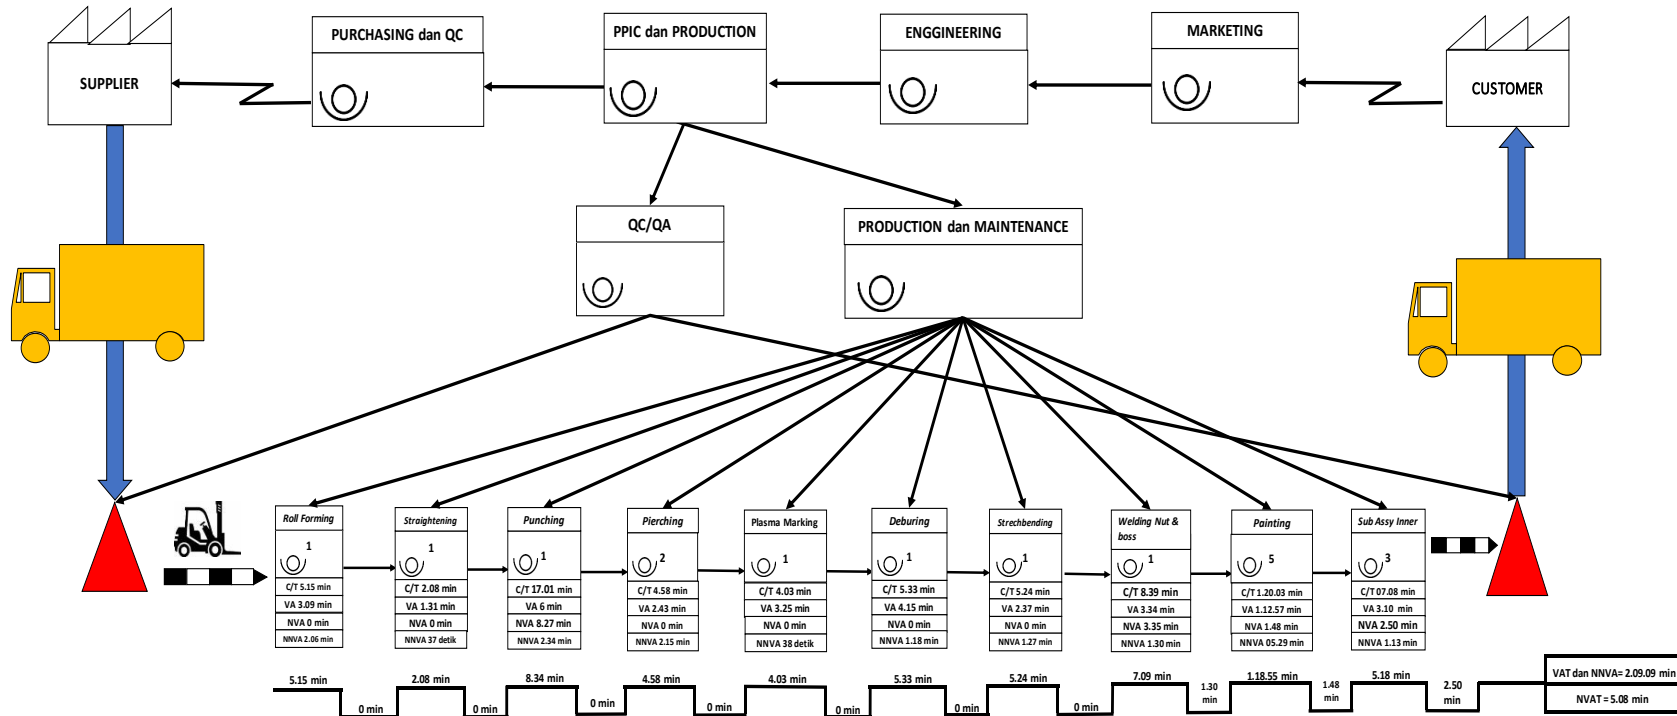 PURCHASING dan QC
PPIC dan PRODUCTION
ENGGINEERING
MARKETING
SUPPLIER
CUSTOMER
QC/QA
PRODUCTION dan MAINTENANCE
Roll Forming
1
C/T 5.15 min
VA 3.09 min
NVA 0 min
NNVA 2.06 min
Straightening
1
C/T 2.08 min
VA 1.31 min
NVA 0 min
NNVA 37 detik
Punching
1
C/T 17.01 min
VA 6 min
NVA 8.27 min
NNVA 2.34 min
Pierching
2
C/T 4.58 min
VA 2.43 min
NVA 0 min
NNVA 2.15 min
Plasma Marking
1
C/T 4.03 min
VA 3.25 min
NVA 0 min
NNVA 38 detik
Deburing
1
C/T 5.33 min
VA 4.15 min
NVA 0 min
NNVA 1.18 min
Strechbending
1
C/T 5.24 min
VA 2.37 min
NVA 0 min
NNVA 1.27 min
Welding Nut &
boss
1
C/T 8.39 min
VA 3.34 min
NVA 3.35 min
NNVA 1.30 min
Painting
5
C/T 1.20.03 min
VA 1.12.57 min
NVA 1.48 min
NNVA 05.29 min
Sub Assy Inner
3
C/T 07.08 min
VA 3.10 min
NVA 2.50 min
NNVA 1.13 min
5.15 min
0 min
2.08 min
0 min
8.34 min
0 min
4.58 min
0 min
4.03 min
0 min
5.33 min
0 min
5.24 min
0 min
7.09 min
1.30
min
1.18.55 min
1.48
min
5.18 min
2.50
min
VAT dan NNVA= 2.09.09 min
NVAT = 5.08 min